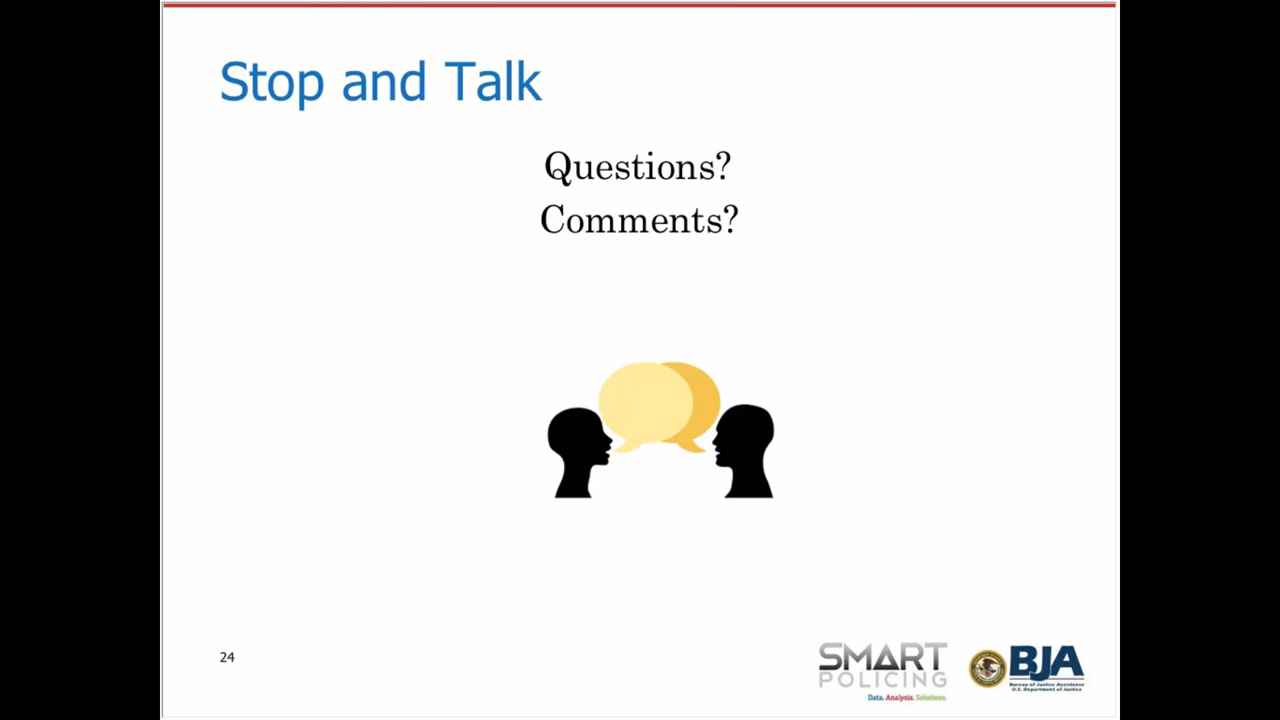 Stop and Talk
Questions?
Comments?
24
SMART
POLICING
Data. Analysis. Solutions.
BJA
Bureau of Justice Assistance
U.S. Department of Justice